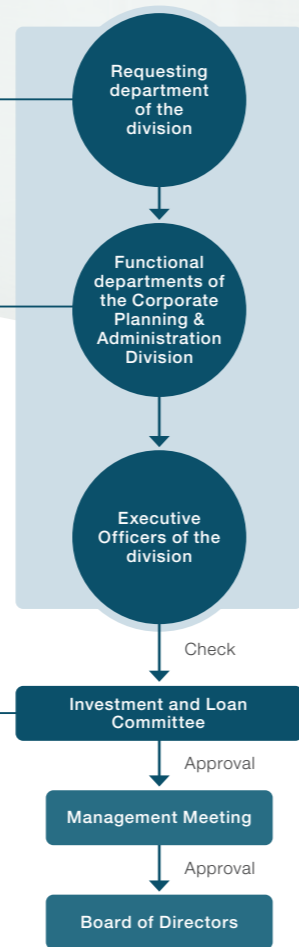 Requesting
department
of the
division
Functional
departments of
the Corporate
Planning &
Administration
Division
Executive
Officers of the
division
Check
Investment and Loan
Committee
Approval
Management Meeting
Approval
Board of Directors